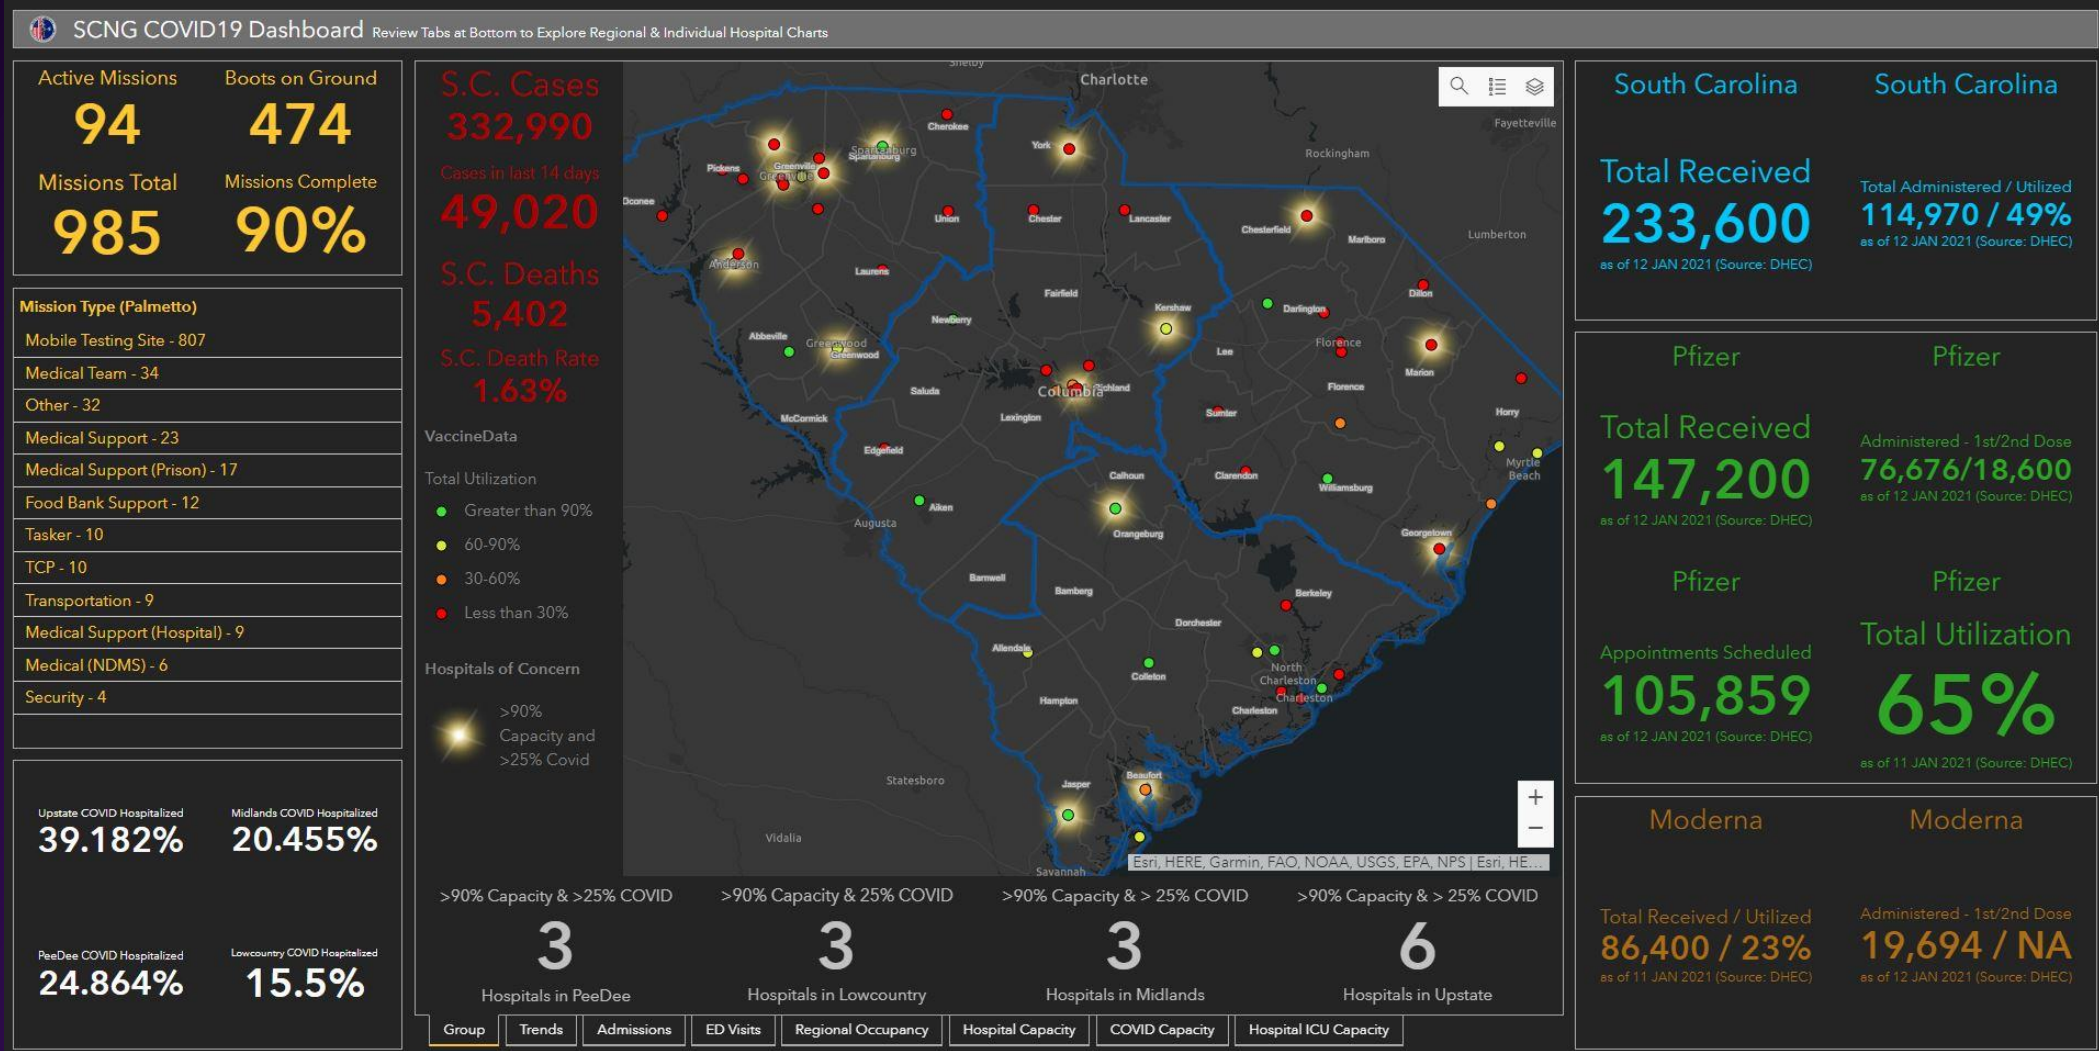 SCNG COVID19 Dashboard Review Tabs at Bottom to Explore Regional & Individual Hospital Charts
Active Missions
94
Boots on Ground
474
Missions Total
985
Missions Complete
90%
Mission Type (Palmetto)
Mobile Testing Site - 807
Medical Team - 34
Other - 32
Medical Support - 23
Medical Support (Prison) - 17
Food Bank Support - 12
Tasker - 10
TCP - 10
Transportation - 9
Medical Support (Hospital) - 9
Medical (NDMS) - 6
Security - 4
Upstate COVID Hospitalized
39.182%
Midlands COVID Hospitalized
20.455%
PeeDee COVID Hospitalized
24.864%
Lowcountry COVID Hospitalized
15.5%
S.C. Cases
332,990
Cases in last 14 days
49,020
S.C. Deaths
5,402
S.C. Death Rate
1.63%
VaccineData
Total Utilization
Greater than 90%
60-90%
30-60%
Less than 30%
Hospitals of Concern
>90%
Capacity and
>25% Covid
Shelby
Charlotte
Fayetteville
Cherokee
York
Rockingham
Spartanburg
Spartanburg
Pickens
Greenville
Greenville
Oconee
Union
Chester
Lancaster
Chesterfield
Marlboro
Lumberton
Anderson
Laurens
Fairfield
Kershaw
Dillon
Darlington
Newberry
Abbeville
Greenwood
Greenwood
Lee
Florence
Marion
Saluda
Columbia
Richland
Florence
McCormick
Lexington
Sumter
Horry
Edgefield
Myrtle
Beach
Calhoun
Clarendon
Williamsburg
Aiken
Augusta
Orangeburg
Georgetown
Barnwell
Bamberg
Berkeley
Dorchester
Allendale
Colleton
North
Charleston
Charleston
Hampton
Charleston
Statesboro
Jasper
Beaufort
Vidalia
Savannah
+
−
Esri, HERE, Garmin, FAO, NOAA, USGS, EPA, NPS | Esri, HE...
>90% Capacity & >25% COVID
3
Hospitals in PeeDee
>90% Capacity & 25% COVID
3
Hospitals in Lowcountry
>90% Capacity & > 25% COVID
3
Hospitals in Midlands
>90% Capacity & > 25% COVID
6
Hospitals in Upstate
Group
Trends
Admissions
ED Visits
Regional Occupancy
Hospital Capacity
COVID Capacity
Hospital ICU Capacity
South Carolina
Total Received
233,600
as of 12 JAN 2021 (Source: DHEC)
South Carolina
Total Administered / Utilized
114,970 / 49%
as of 12 JAN 2021 (Source: DHEC)
Pfizer
Total Received
147,200
as of 12 JAN 2021 (Source: DHEC)
Pfizer
Administered - 1st/2nd Dose
76,676/18,600
as of 12 JAN 2021 (Source: DHEC)
Pfizer
Appointments Scheduled
105,859
as of 12 JAN 2021 (Source: DHEC)
Pfizer
Total Utilization
65%
as of 11 JAN 2021 (Source: DHEC)
Moderna
Total Received / Utilized
86,400 / 23%
as of 11 JAN 2021 (Source: DHEC)
Moderna
Administered - 1st/2nd Dose
19,694 / NA
as of 12 JAN 2021 (Source: DHEC)